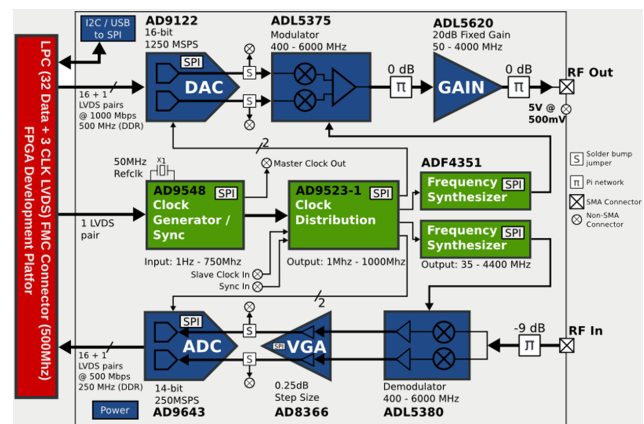 I2C / USB
to SPI
AD9122
16-bit
1250 MSPS
ADL5375
Modulator
400 - 6000 MHz
ADL5620
20dB Fixed Gain
50 - 4000 MHz
LPC (32 Data + 3 CLK LVDS) FMC Connector (500Mhz)
FPGA Development Platfor
SPI
DAC
S
S
0 dB
π
GAIN
0 dB
π
RF Out
5V @
500mV
16 + 1
LVDS pairs
@ 1000 Mbps
500 MHz (DDR)
2
50MHz
Refclk
X1
Master Clock Out
AD9548
SPI
Clock
Generator /
Sync
AD9523-1
SPI
Clock
Distribution
ADF4351
Frequency
SPI
Synthesizer
Frequency
SPI
Synthesizer
1 LVDS
pair
Input: 1Hz - 750Mhz
Slave Clock In
Sync In
Output: 1Mhz - 1000Mhz
Output: 35 - 4400 MHz
S
Solder bump
jumper
π
Pi network
SMA Connector
Non-SMA
Connector
2
SPI
ADC
S
S
SPI
VGA
-9 dB
π
RF In
16 + 1
LVDS pairs
@ 500 Mbps
250 MHz (DDR)
14-bit
250MSPS
AD9643
0.25dB
Step Size
AD8366
Demodulator
400 - 6000 MHz
ADL5380
Power